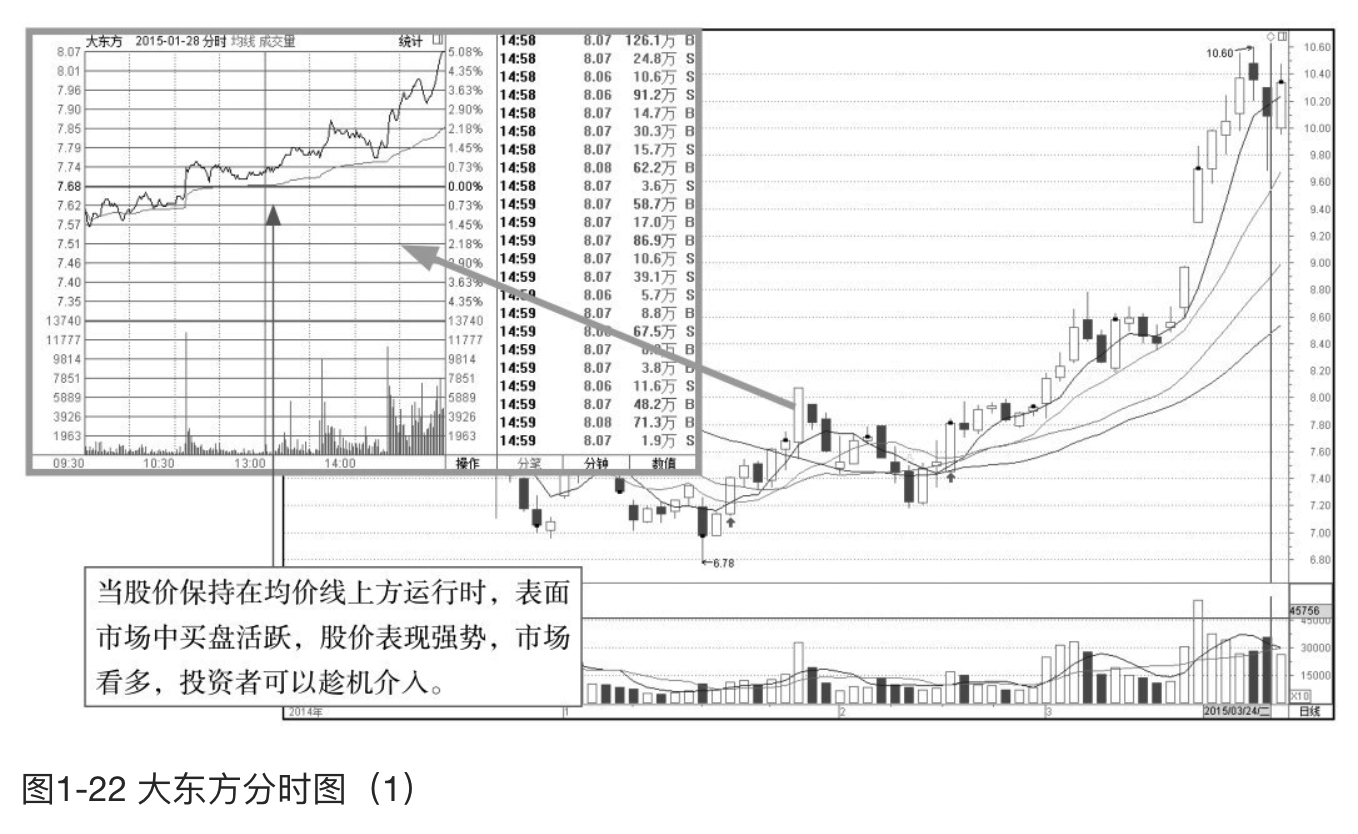 大东方 2015-01-28 分时 均线 成交量 统计
8.07 5.08%
8.01 4.35%
7.96 3.63%
7.90 2.90%
7.85 2.18%
7.79 1.45%
7.74 0.73%
7.68 0.00%
7.62 0.73%
7.57 1.45%
7.51 2.18%
7.46 2.90%
7.40 3.63%
7.35 4.35%
13740 13740
11777 11777
9814 9814
7851 7851
5889 5889
3926 3926
1963 1963
09:30 10:30 13:00 14:00 操作 分笔 分钟 数值
14:58 8.07 126.1万 B
14:58 8.07 24.8万 S
14:58 8.06 10.6万 S
14:58 8.06 91.2万 S
14:58 8.07 14.7万 B
14:58 8.07 30.3万 B
14:58 8.07 15.7万 S
14:58 8.08 62.2万 B
14:58 8.07 3.6万 S
14:59 8.07 58.7万 B
14:59 8.07 17.0万 B
14:59 8.07 86.9万 B
14:59 8.07 10.6万 S
14:59 8.07 39.1万 S
14:59 8.06 5.7万 S
14:59 8.07 8.8万 B
14:59 67.5万 S
14:59 8.07 B
14:59 8.07 3.8万 B
14:59 8.06 11.6万 S
14:59 8.07 48.2万 B
14:59 8.08 71.3万 B
14:59 8.07 1.9万 S
10.60
6.78
10.60
10.40
10.20
10.00
9.80
9.60
9.40
9.20
9.00
8.80
8.60
8.40
8.20
8.00
7.80
7.60
7.40
7.20
7.00
6.80
45756
45000
30000
15000
X10
当股价保持在均价线上方运行时，表面
市场中买盘活跃，股价表现强势，市场
看多，投资者可以趁机介入。
2014年 1 2 3 2015/03/24/二 日线
图1-22 大东方分时图（1）